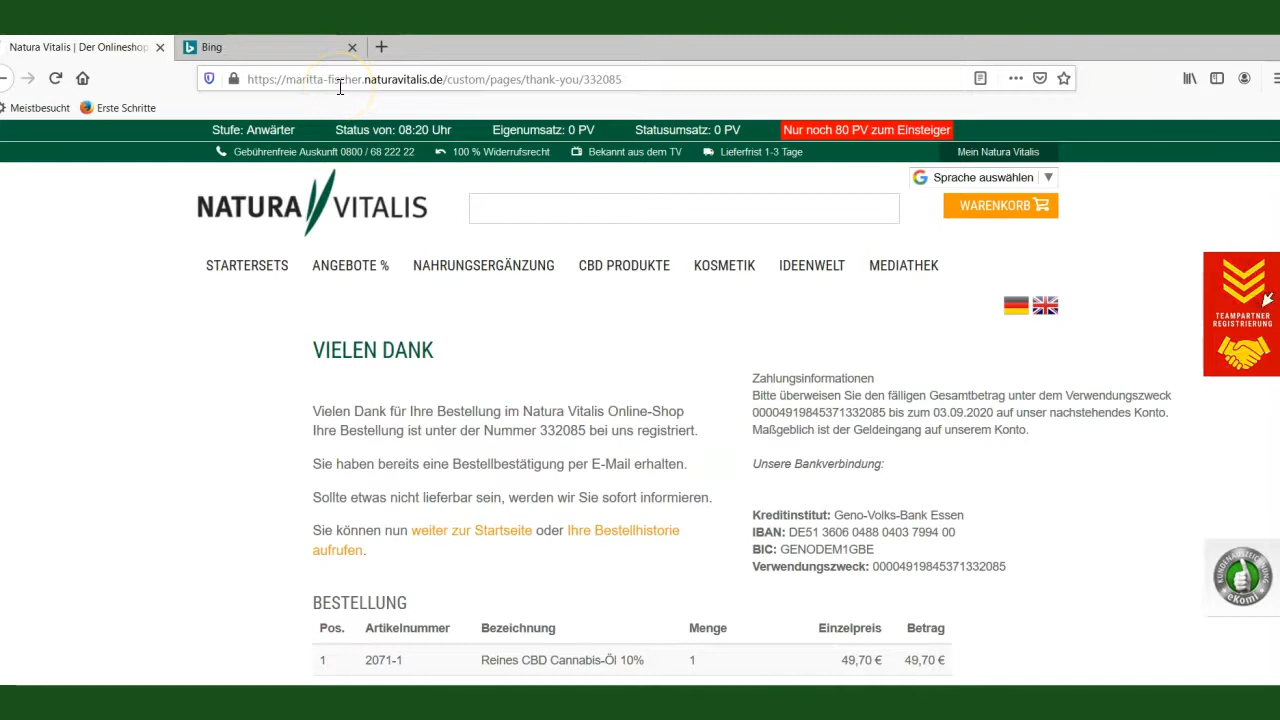 Natura Vitalis | Der Onlineshop
Bing
https://maritta-fischer.naturavitalis.de/custom/pages/thank-you/332085
Meistbesucht
Erste Schritte
Stufe: Anwärter
Status von: 08:20 Uhr
Eigenumsatz: 0 PV
Statusumsatz: 0 PV
Nur noch 80 PV zum Einsteiger
Gebührenfreie Auskunft 0800 / 68 222 22
100 % Widerrufsrecht
Bekannt aus dem TV
Lieferfrist 1-3 Tage
Mein Natura Vitalis
Sprache auswählen
NATURA VITALIS
WARENKORB
STARTERSETS
ANGEBOTE %
NAHRUNGSERGÄNZUNG
CBD PRODUKTE
KOSMETIK
IDEENWELT
MEDIATHEK
TEAMPARTNER
REGISTRIERUNG
VIELEN DANK
Vielen Dank für Ihre Bestellung im Natura Vitalis Online-Shop
Ihre Bestellung ist unter der Nummer 332085 bei uns registriert.
Sie haben bereits eine Bestellbestätigung per E-Mail erhalten.
Sollte etwas nicht lieferbar sein, werden wir Sie sofort informieren.
Sie können nun weiter zur Startseite oder Ihre Bestellhistorie
aufrufen.
Zahlungsinformationen
Bitte überweisen Sie den fälligen Gesamtbetrag unter dem Verwendungszweck
00004919845371332085 bis zum 03.09.2020 auf unser nachstehendes Konto.
Maßgeblich ist der Geldeingang auf unserem Konto.
Unsere Bankverbindung:
Kreditinstitut: Geno-Volks-Bank Essen
IBAN: DE51 3606 0488 0403 7994 00
BIC: GENODEM1GBE
Verwendungszweck: 00004919845371332085
KUNDENAUSZEICHNUNG
eKomi
BESTELLUNG
Pos. Artikelnummer Bezeichnung Menge Einzelpreis Betrag
1 2071-1 Reines CBD Cannabis-Öl 10% 1 49,70 € 49,70 €